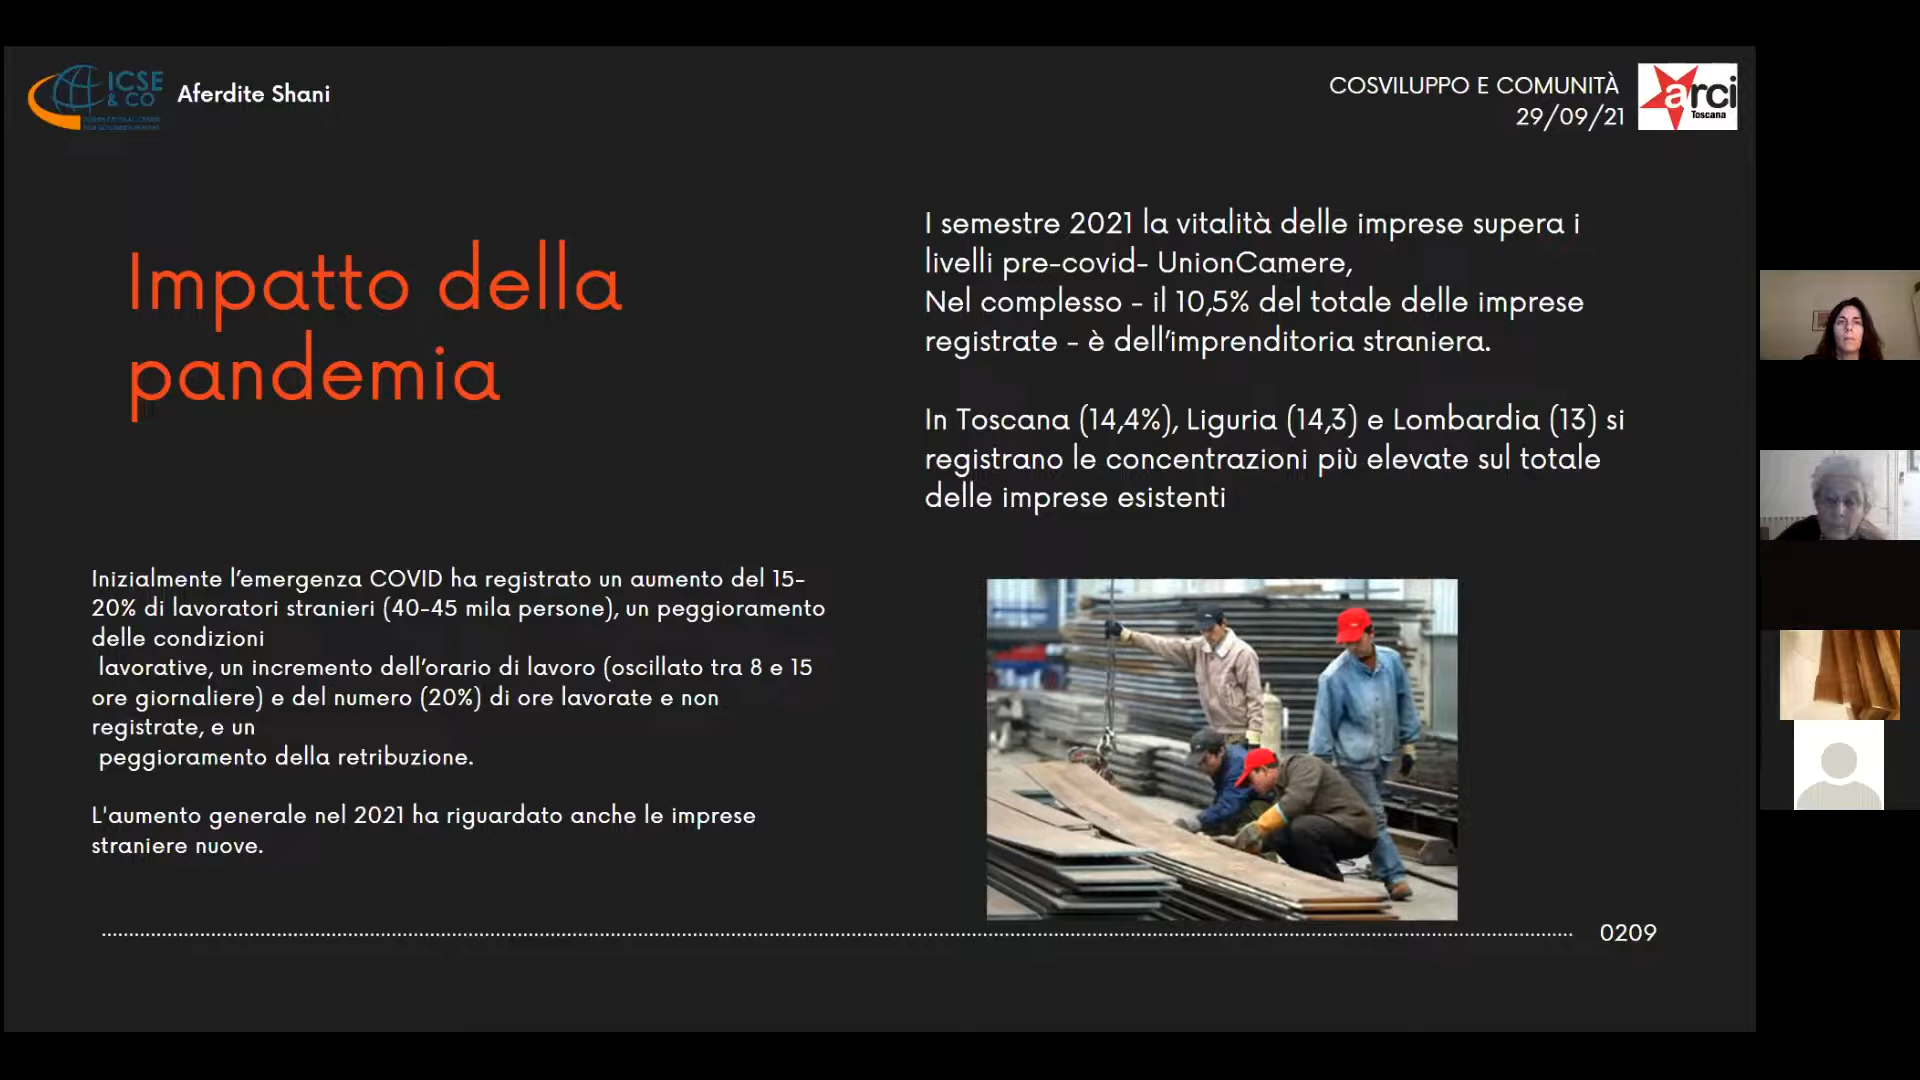 ICSE
& CO
Aferdite Shani
COSVILUPPO E COMUNITÀ
29/09/21
arci
Toscana
Impatto della
pandemia
I semestre 2021 la vitalità delle imprese supera i
livelli pre-covid- UnionCamere,
Nel complesso - il 10,5% del totale delle imprese
registrate - è dell’imprenditoria straniera.
In Toscana (14,4%), Liguria (14,3) e Lombardia (13) si
registrano le concentrazioni più elevate sul totale
delle imprese esistenti
Inizialmente l’emergenza COVID ha registrato un aumento del 15-
20% di lavoratori stranieri (40-45 mila persone), un peggioramento
delle condizioni
lavorative, un incremento dell’orario di lavoro (oscillato tra 8 e 15
ore giornaliere) e del numero (20%) di ore lavorate e non
registrate, e un
peggioramento della retribuzione.
L'aumento generale nel 2021 ha riguardato anche le imprese
straniere nuove.
0209